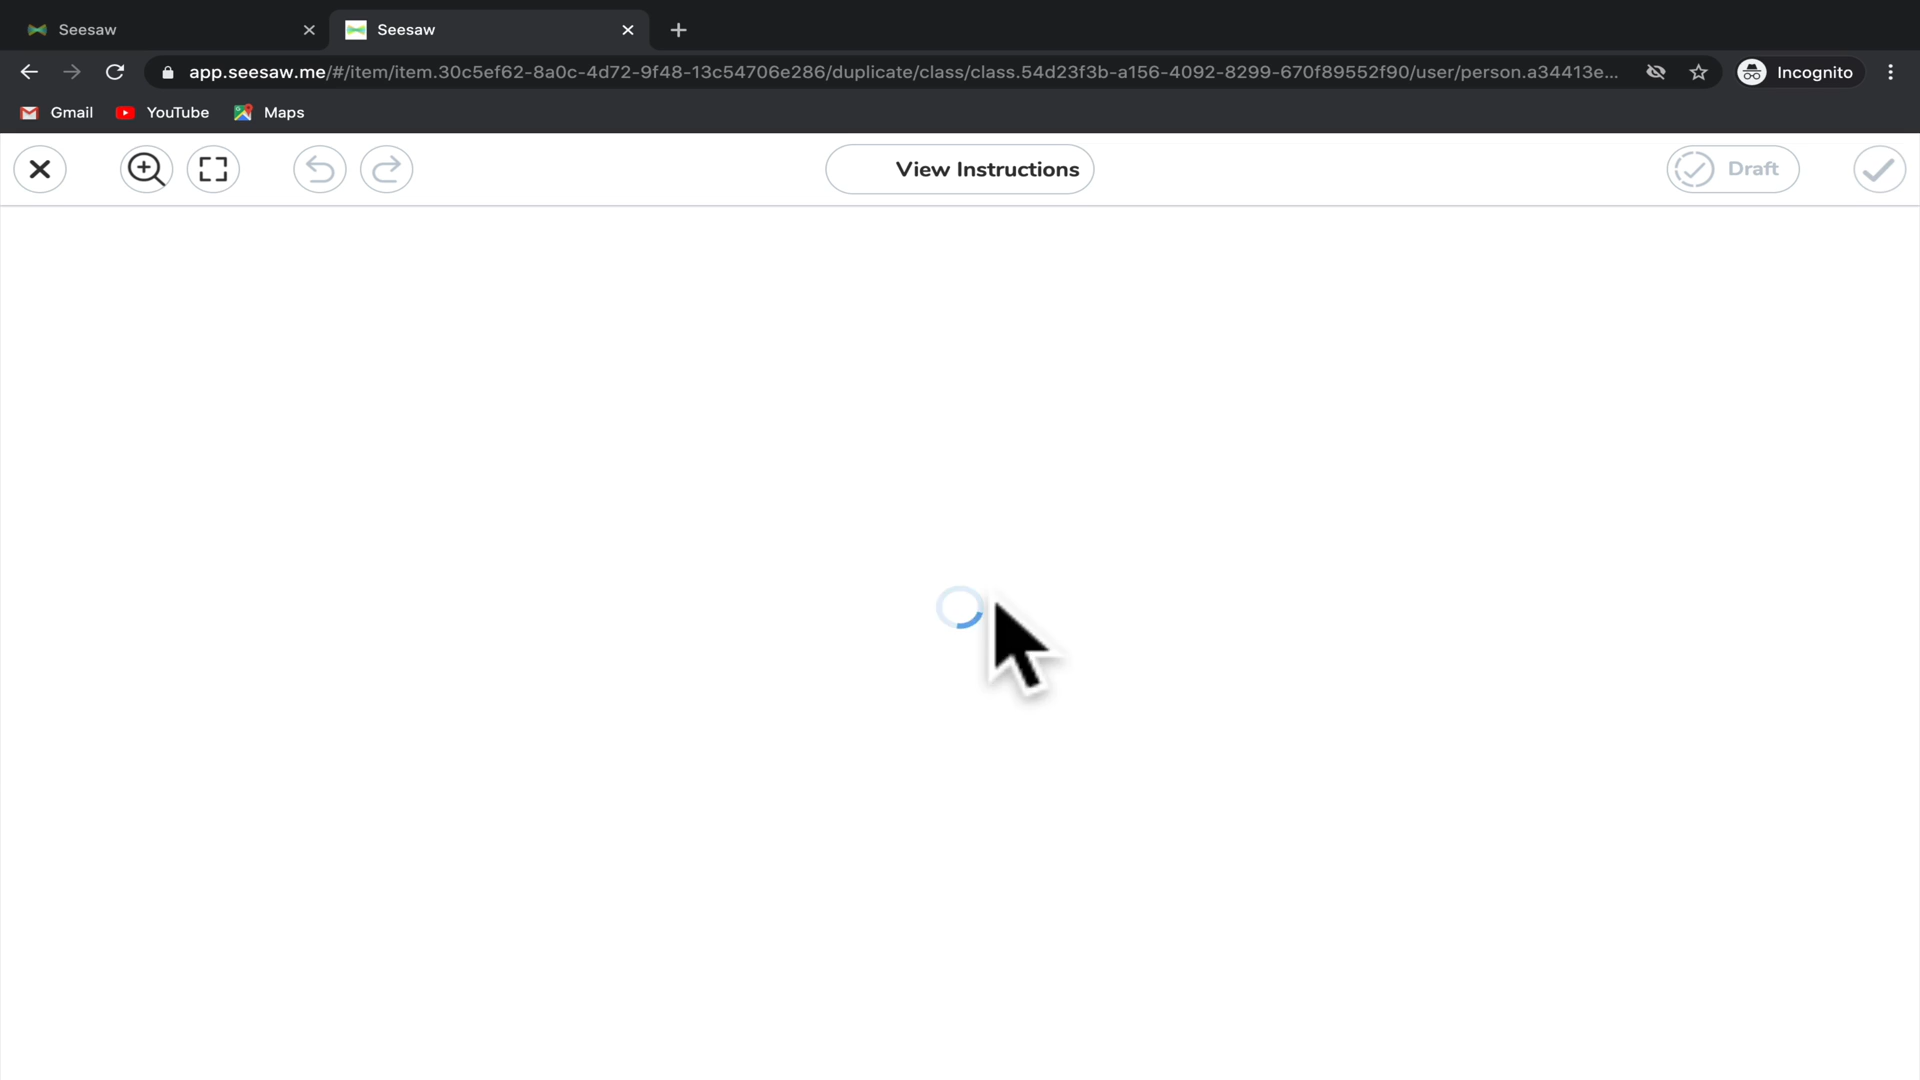 Seesaw
Seesaw
app.seesaw.me/#/item/item.30c5ef62-8a0c-4d72-9f48-13c54706e286/duplicate/class/class.54d23f3b-a156-4092-8299-670f89552f90/user/person.a34413e...
Incognito
Gmail
YouTube
Maps
View Instructions
Draft